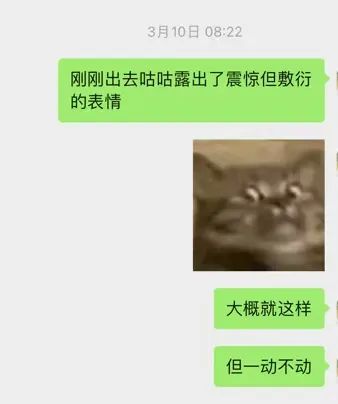 3月10日 08:22
刚刚出去咕咕露出了震惊但敷衍
的表情
大概就这样
但一动不动